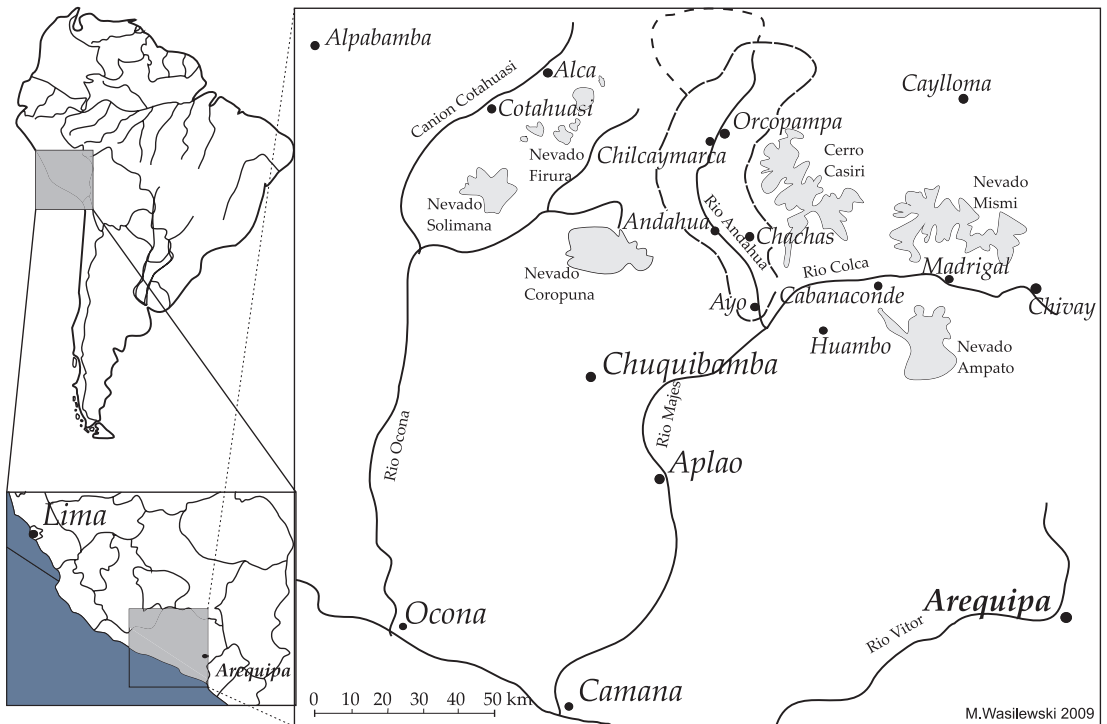 Alpabamba
Canion Cotahuasi
Alca
Cotahuasi
Caylloma
Orcopampa
Chilcaymarca
Nevado
Firura
Cerro
Casiri
Nevado
Solimana
Nevado
Mismi
Andahua
Rio Andahua
Chachas
Nevado
Coropuna
Rio Colca
Madrigal
Ayo
Cabanaconde
Chivay
Huambo
Nevado
Ampato
Chuquibamba
Rio Majes
Rio Ocona
Aplao
Lima
Arequipa
Ocona
Arequipa
Rio Vitor
Camana
0 10 20 30 40 50 km
M.Wasilewski 2009